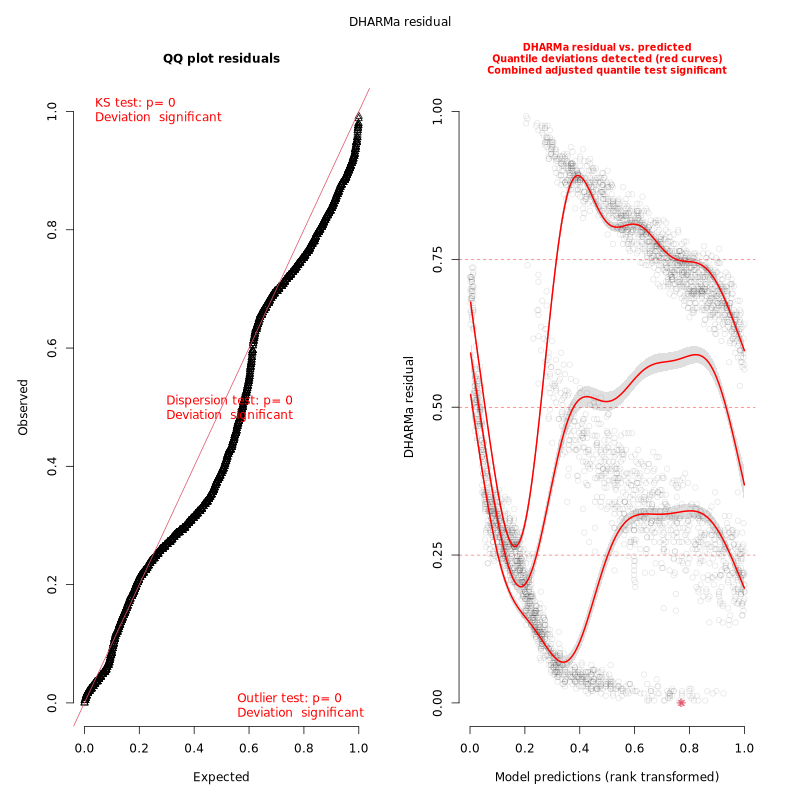 DHARMa residual
QQ plot residuals
KS test: p= 0
Deviation  significant
Dispersion test: p= 0
Deviation  significant
Outlier test: p= 0
Deviation  significant
Observed
0.0
0.2
0.4
0.6
0.8
1.0
0.0 0.2 0.4 0.6 0.8 1.0
Expected
DHARMa residual vs. predicted
Quantile deviations detected (red curves)
Combined adjusted quantile test significant
DHARMa residual
0.00
0.25
0.50
0.75
1.00
0.0 0.2 0.4 0.6 0.8 1.0
Model predictions (rank transformed)